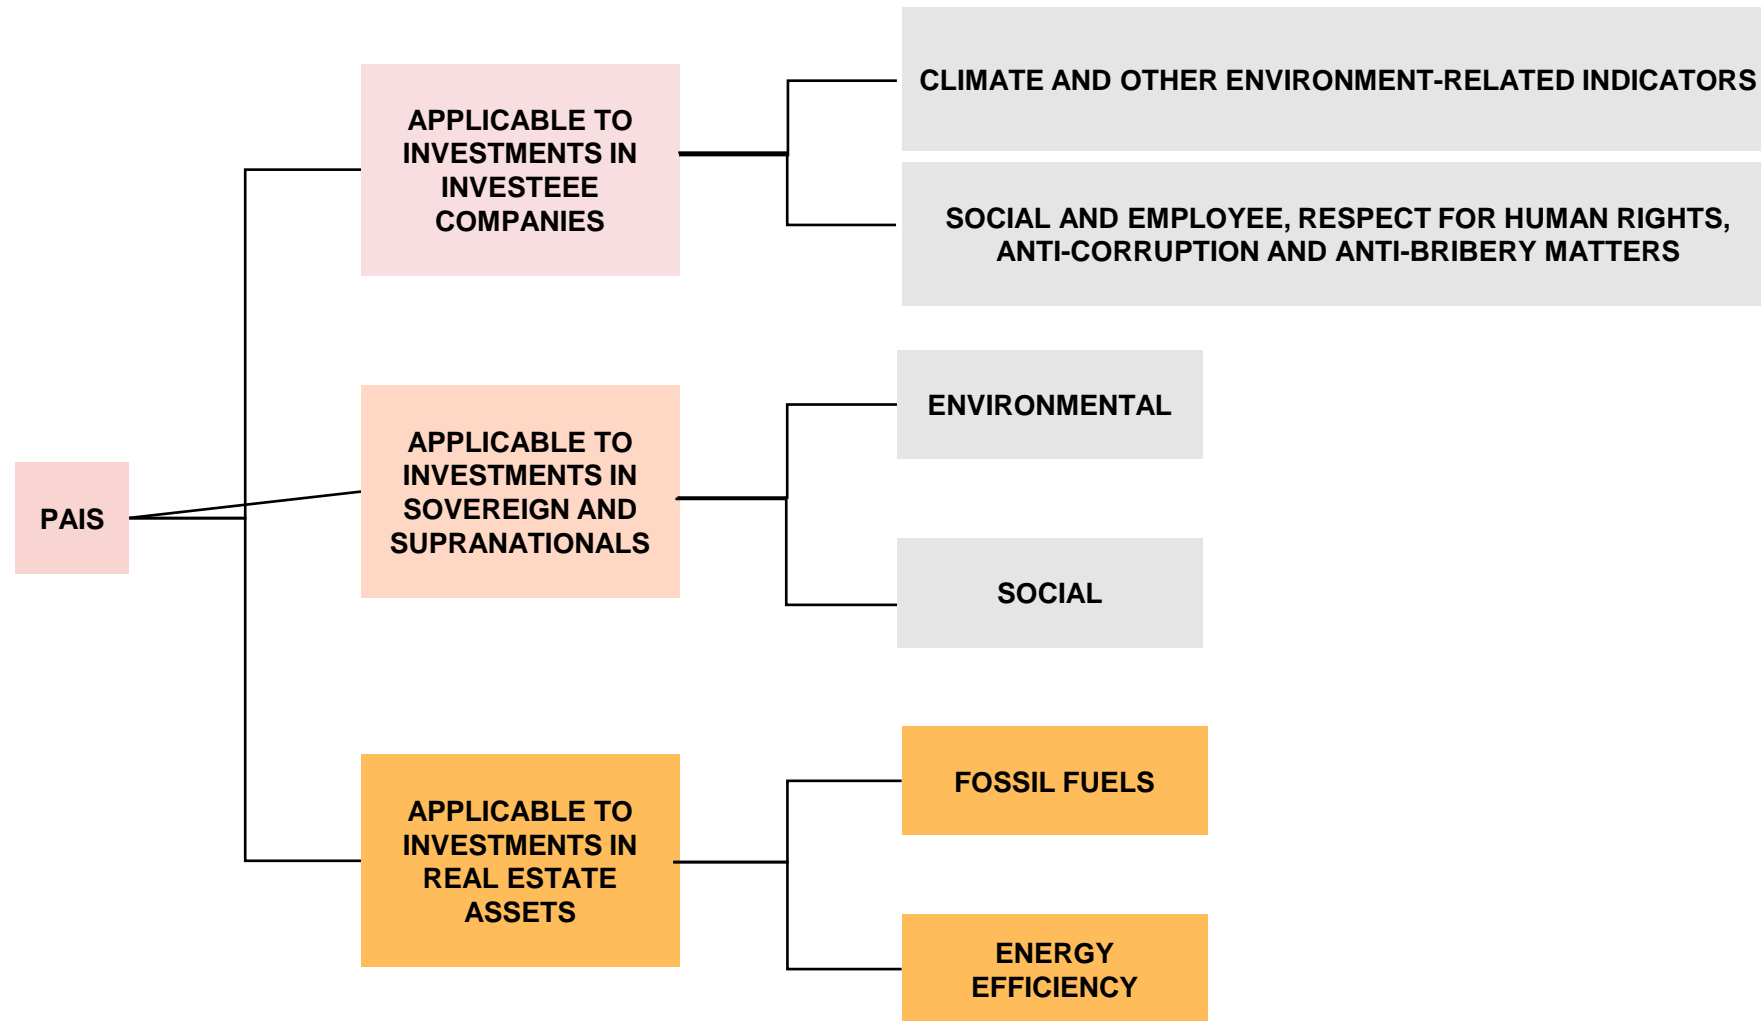 PAIS
APPLICABLE TO
INVESTMENTS IN
INVESTEEE
COMPANIES
CLIMATE AND OTHER ENVIRONMENT-RELATED INDICATORS
SOCIAL AND EMPLOYEE, RESPECT FOR HUMAN RIGHTS,
ANTI-CORRUPTION AND ANTI-BRIBERY MATTERS
APPLICABLE TO
INVESTMENTS IN
SOVEREIGN AND
SUPRANATIONALS
ENVIRONMENTAL
SOCIAL
APPLICABLE TO
INVESTMENTS IN
REAL ESTATE
ASSETS
FOSSIL FUELS
ENERGY
EFFICIENCY